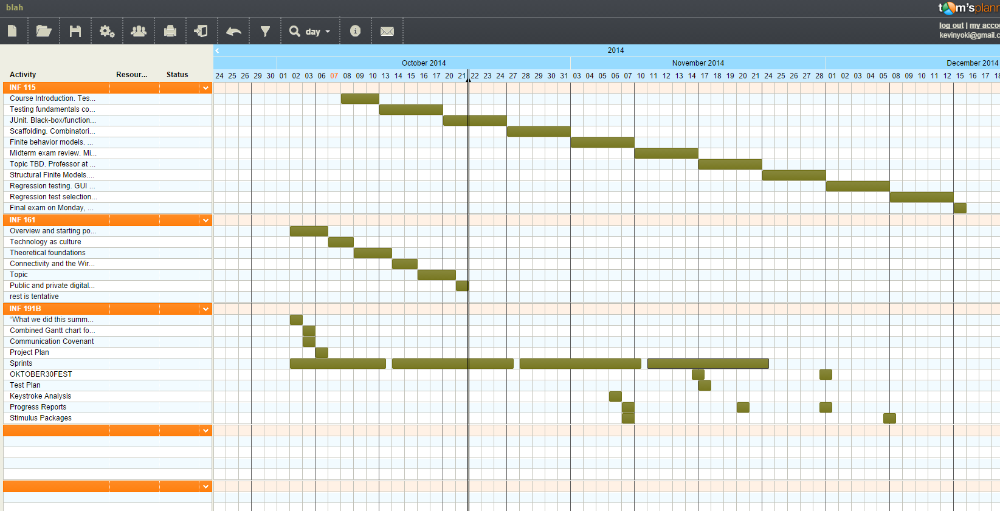 blah
tom'splann
day
log out | my accou
kevinyoki@gmail.c
2014
October 2014 November 2014 December 2014
Activity Resour... Status
24 25 26 29 30 01 02 03 06 07 08 09 10 13 14 15 16 17 20 21 22 23 24 27 28 29 30 31 03 04 05 06 07 10 11 12 13 14 17 18 19 20 21 24 25 26 27 28 01 02 03 04 05 08 09 10 11 12 15 16 17 18
INF 115
Course Introduction. Tes...
Testing fundamentals co...
JUnit. Black-box/function...
Scaffolding. Combinatori...
Finite behavior models. ...
Midterm exam review. Mi...
Topic TBD. Professor at ...
Structural Finite Models....
Regression testing. GUI ...
Regression test selection...
Final exam on Monday, ...
INF 161
Overview and starting po...
Technology as culture
Theoretical foundations
Connectivity and the Wir...
Topic
Public and private digital...
rest is tentative
INF 191B
“What we did this summ...
Combined Gantt chart fo...
Communication Covenant
Project Plan
Sprints
OKTOBER30FEST
Test Plan
Keystroke Analysis
Progress Reports
Stimulus Packages